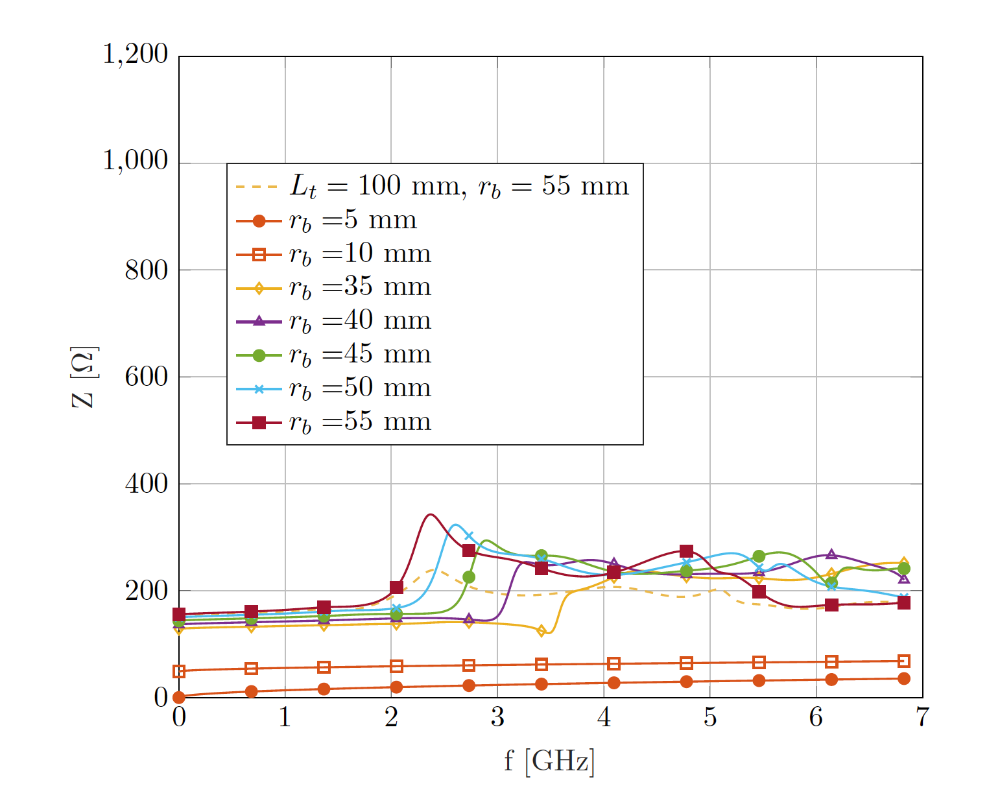 1,200
1,000
800
600
400
200
0
Z [Ω]
L_t = 100 mm, r_b = 55 mm
r_b =5 mm
r_b =10 mm
r_b =35 mm
r_b =40 mm
r_b =45 mm
r_b =50 mm
r_b =55 mm
0 1 2 3 4 5 6 7
f [GHz]